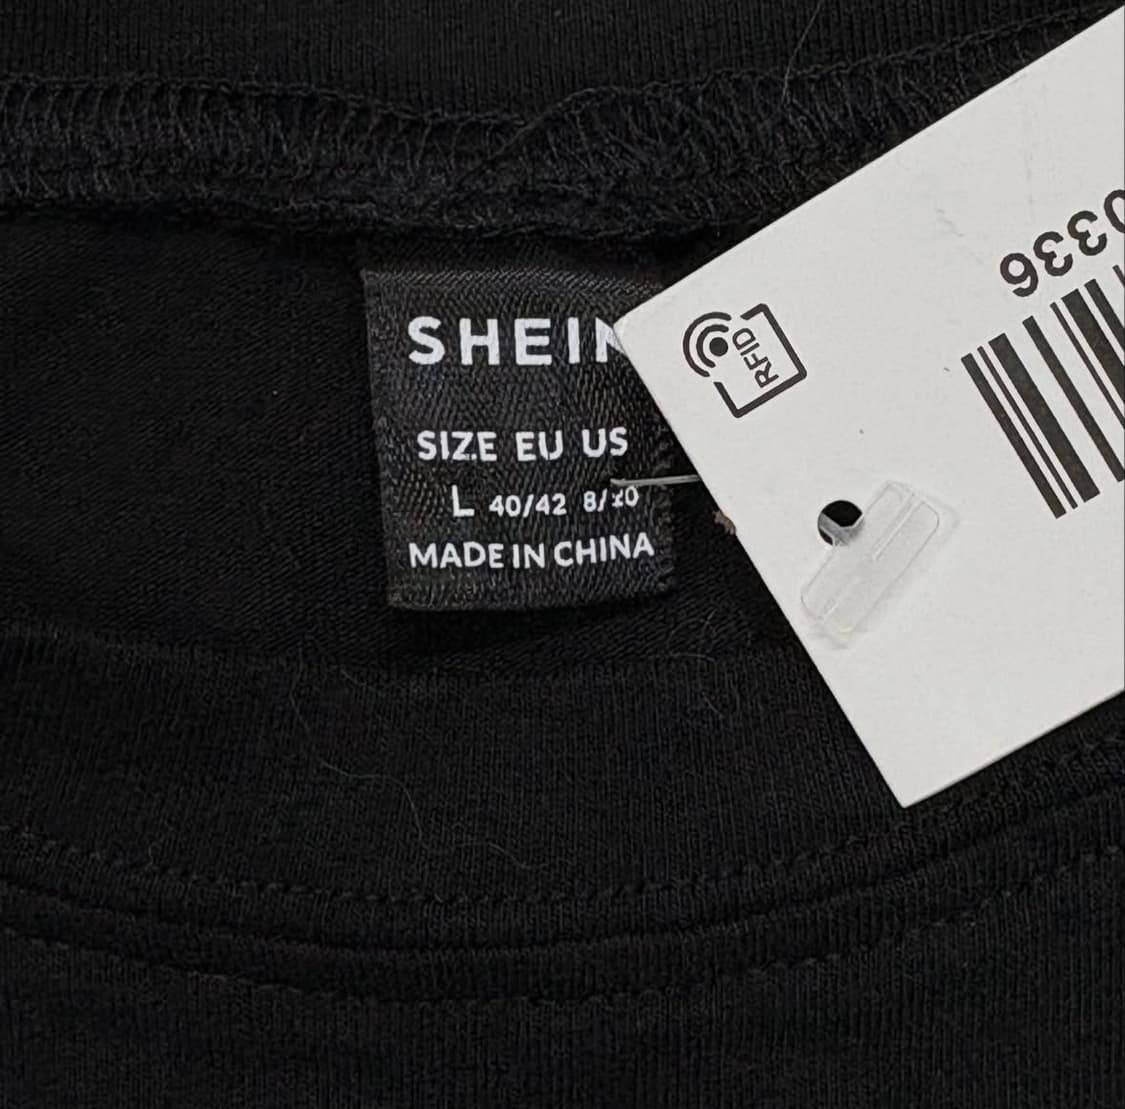 SHEIN
SIZE EU US
L 40/42 8/10
MADE IN CHINA
RFID
0336